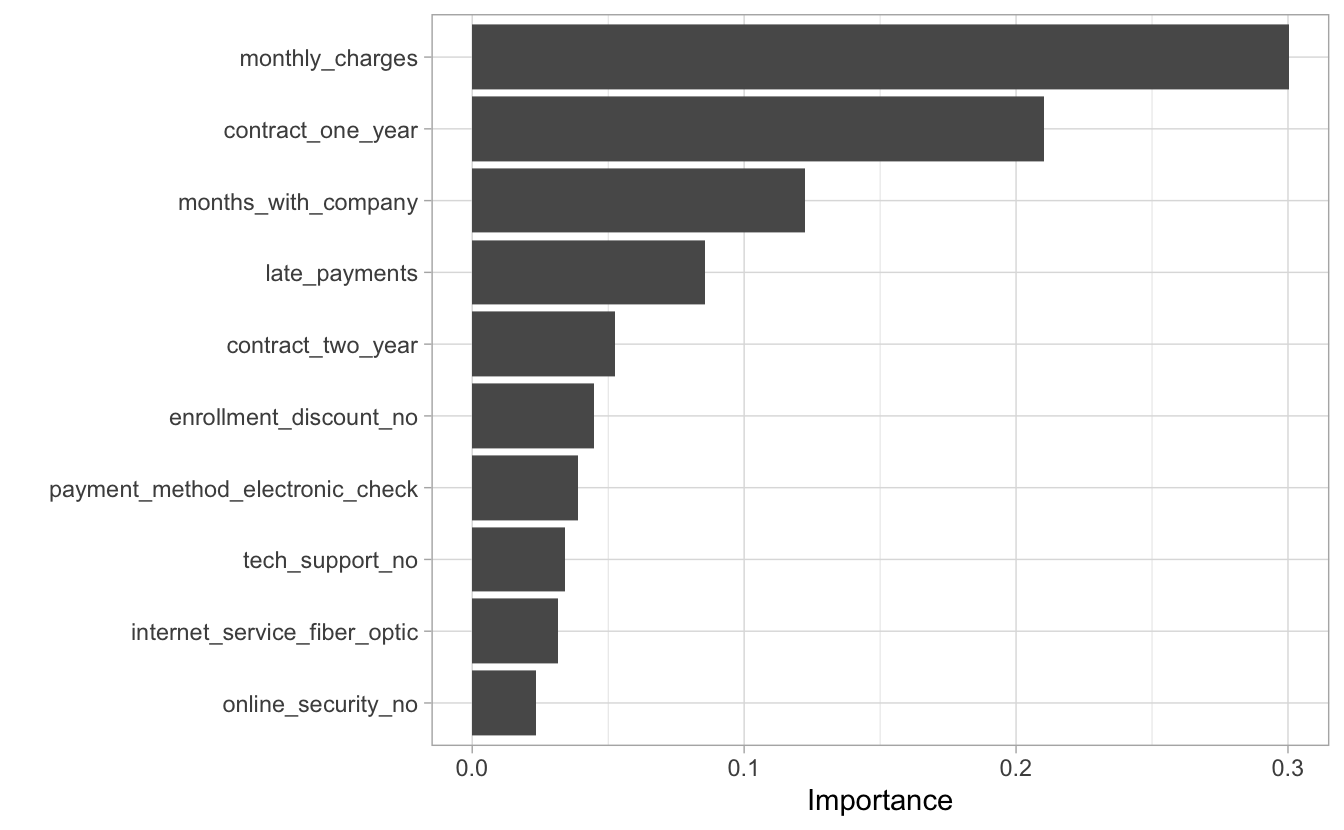 monthly_charges
contract_one_year
months_with_company
late_payments
contract_two_year
enrollment_discount_no
payment_method_electronic_check
tech_support_no
internet_service_fiber_optic
online_security_no
0.0 0.1 0.2 0.3
Importance